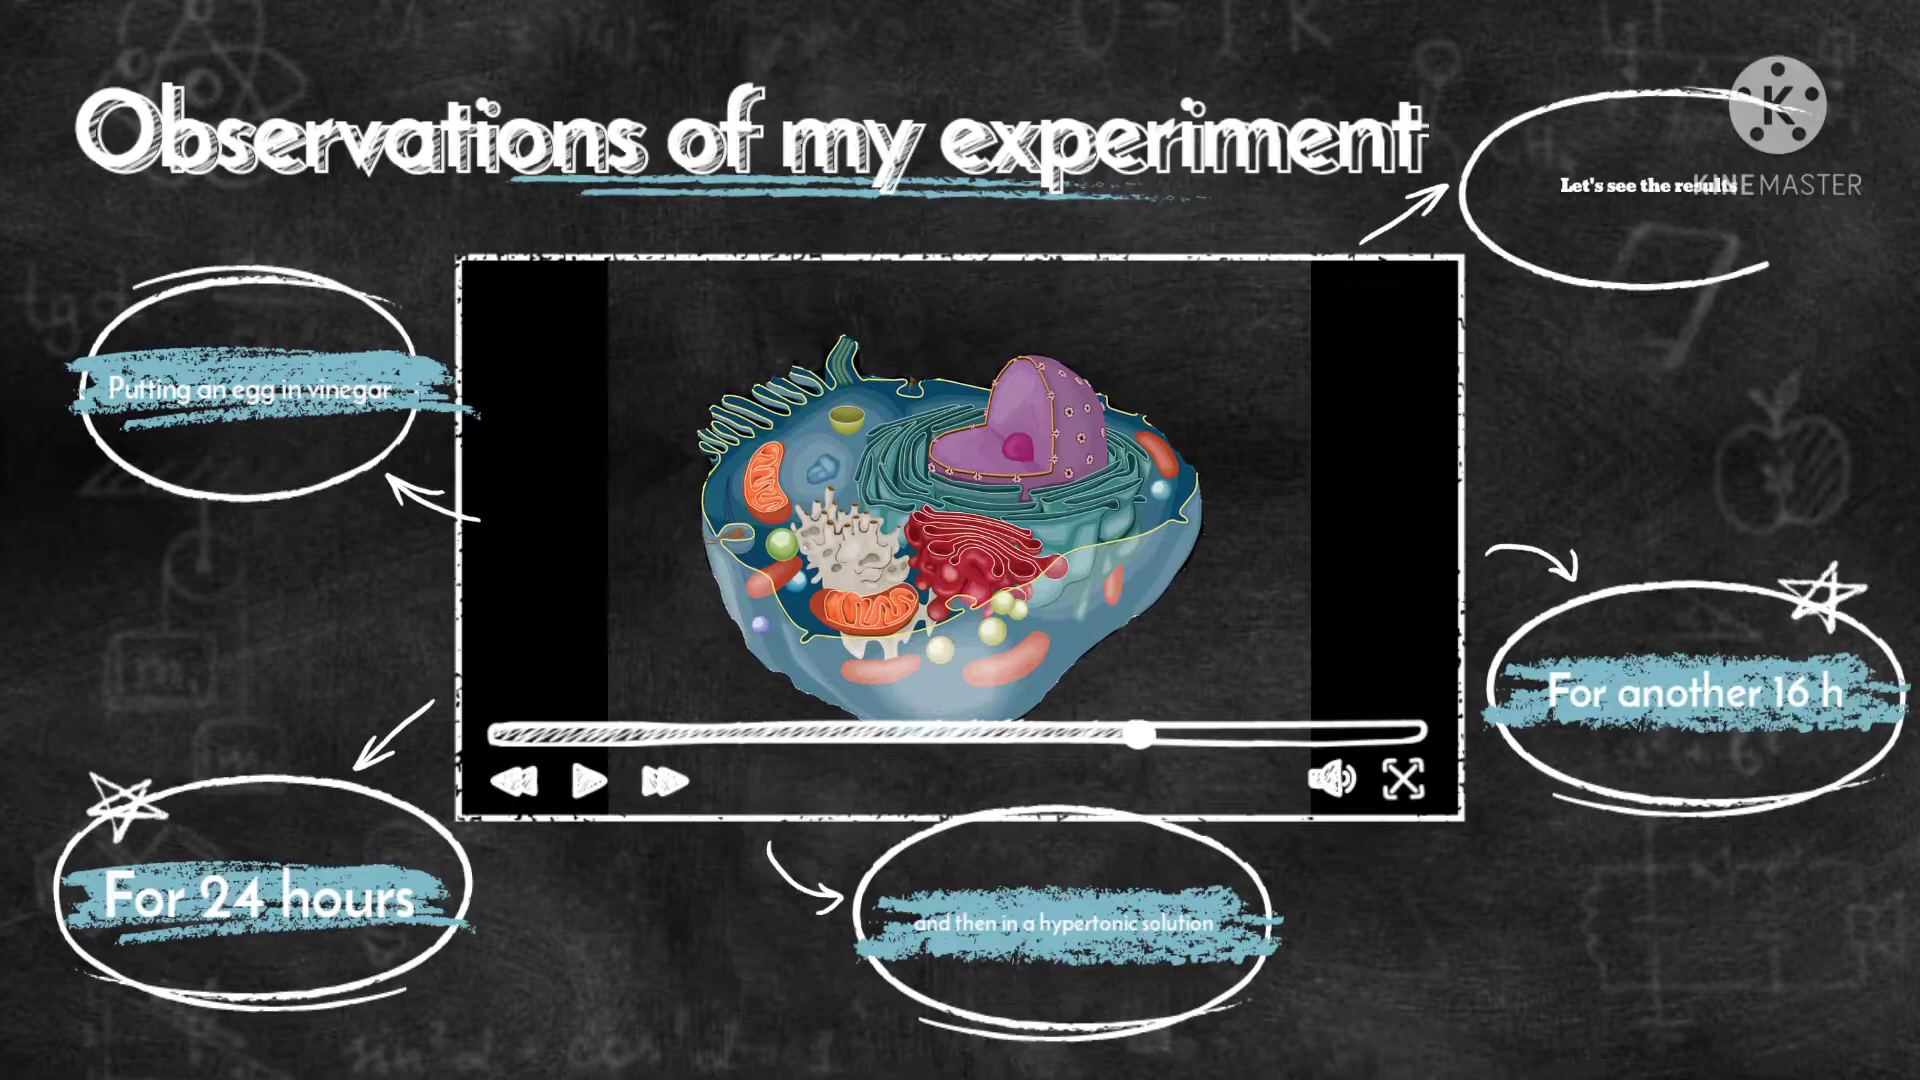 Observations of my experiment
Let's see the results
KINEMASTER
Putting an egg in vinegar
For 24 hours
and then in a hypertonic solution
For another 16 h